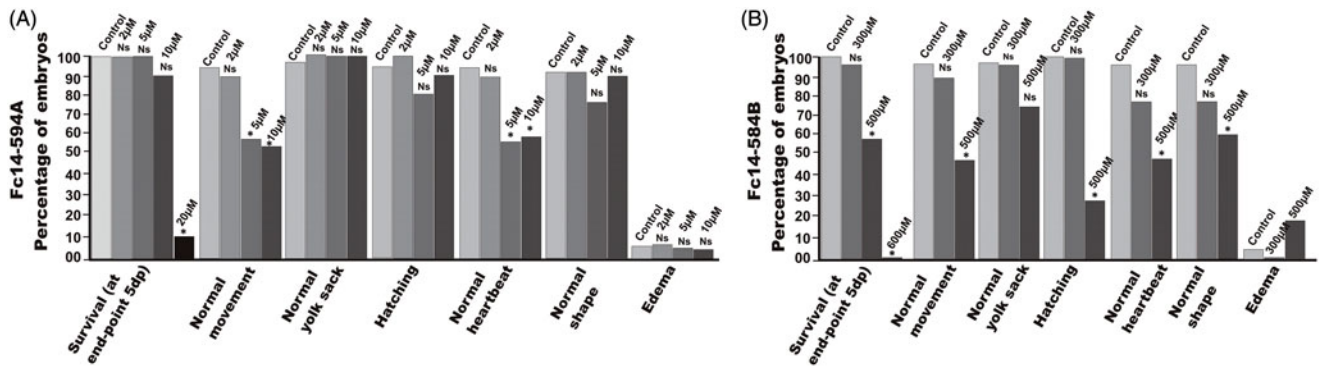 (A)
Fc14-594A
Percentage of embryos
100
90
80
70
60
50
40
30
20
10
00
Control
2µM
Ns
5µM
Ns
10µM
Ns
20µM
*
Survival (at
end-point 5dp)
Control
2µM
Ns
5µM
*
10µM
*
Normal
movement
Control
2µM
Ns
5µM
Ns
10µM
Ns
Normal
yolk sack
Control
2µM
5µM
Ns
10µM
Ns
Hatching
Control
2µM
Ns
5µM
*
10µM
*
Normal
heartbeat
Control
2µM
5µM
Ns
10µM
Ns
Normal
shape
Control
2µM
Ns
5µM
Ns
10µM
Ns
Edema
(B)
Fc14-584B
Percentage of embryos
100
90
80
70
60
50
40
30
20
10
00
Control
300µM
Ns
500µM
*
600µM
*
Survival (at
end-point 5dp)
Control
300µM
Ns
500µM
*
Normal
movement
Control
300µM
Ns
500µM
Ns
Normal
yolk sack
Control
300µM
Ns
500µM
*
Hatching
Control
300µM
Ns
500µM
*
Normal
heartbeat
Control
300µM
Ns
500µM
*
Normal
shape
Control
300µM
500µM
Edema